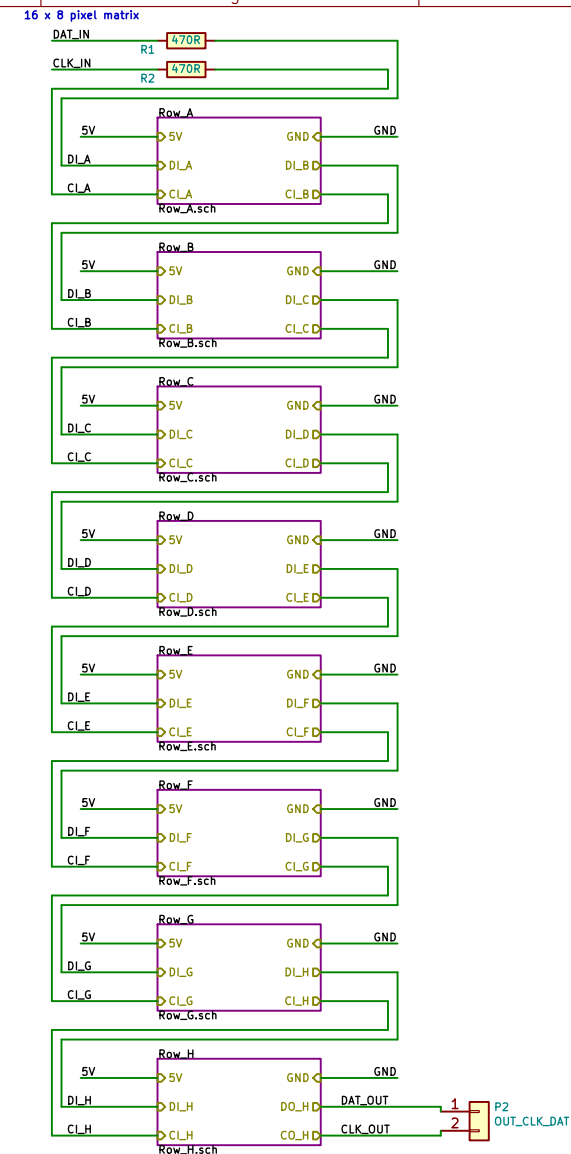 16 x 8 pixel matrix
DAT_IN 470R
R1
CLK_IN 470R
R2
Row_A
5V 5V GND GND
DI_A DI_A DI_B
CI_A CI_A CI_B
Row_A.sch
Row_B
5V 5V GND GND
DI_B DI_B DI_C
CI_B CI_B CI_C
Row_B.sch
Row_C
5V 5V GND GND
DI_C DI_C DI_D
CI_C CI_C CI_D
Row_C.sch
Row_D
5V 5V GND GND
DI_D DI_D DI_E
CI_D CI_D CI_E
Row_D.sch
Row_E
5V 5V GND GND
DI_E DI_E DI_F
CI_E CI_E CI_F
Row_E.sch
Row_F
5V 5V GND GND
DI_F DI_F DI_G
CI_F CI_F CI_G
Row_F.sch
Row_G
5V 5V GND GND
DI_G DI_G DI_H
CI_G CI_G CI_H
Row_G.sch
Row_H
5V 5V GND GND
DI_H DI_H DO_H DAT_OUT 1 P2
CI_H CI_H CO_H CLK_OUT 2 OUT_CLK_DAT
Row_H.sch